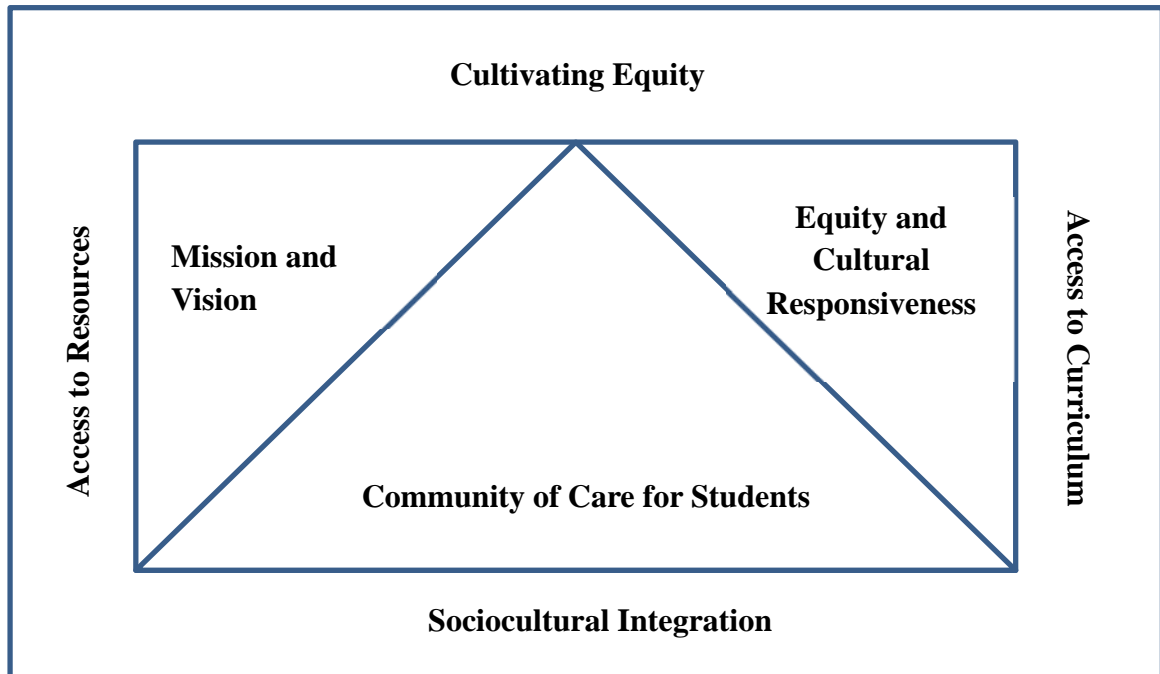 Cultivating Equity
Access to Resources
Mission and
Vision
Equity and
Cultural
Responsiveness
Access to Curriculum
Community of Care for Students
Sociocultural Integration